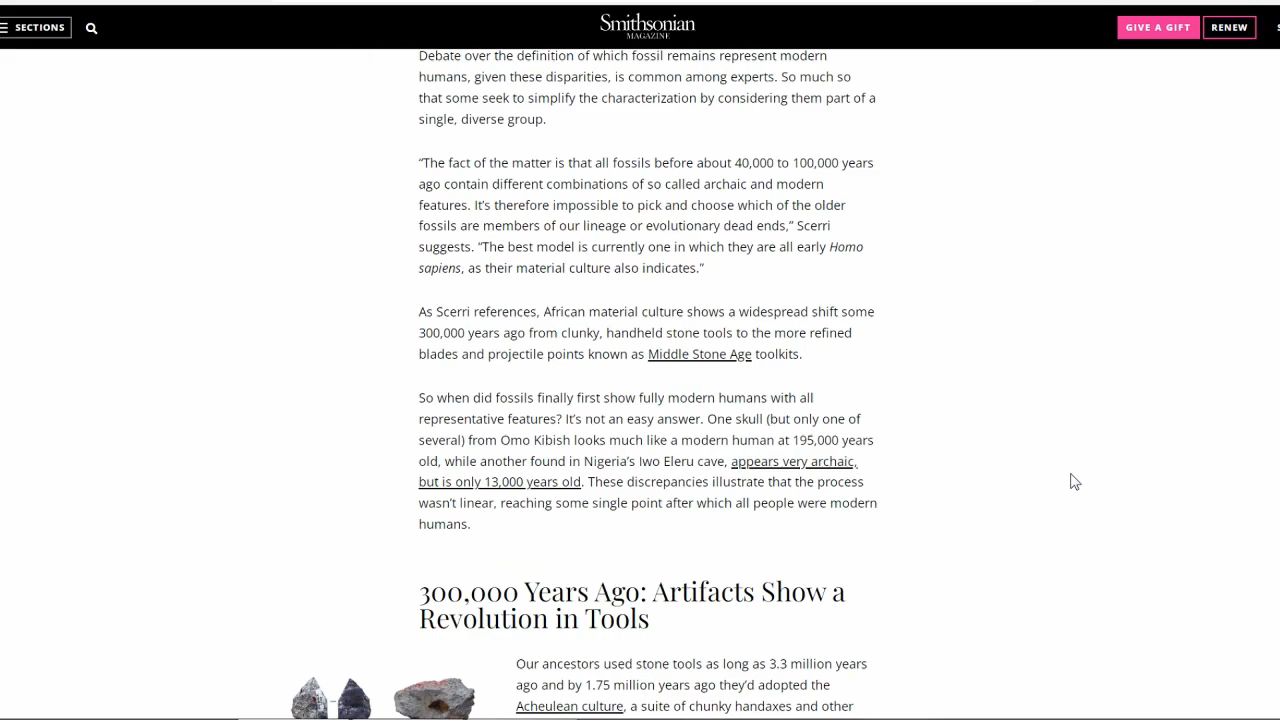 SECTIONS
Smithsonian
MAGAZINE
GIVE A GIFT
RENEW
Debate over the definition of which fossil remains represent modern
humans, given these disparities, is common among experts. So much so
that some seek to simplify the characterization by considering them part of a
single, diverse group.
“The fact of the matter is that all fossils before about 40,000 to 100,000 years
ago contain different combinations of so called archaic and modern
features. It’s therefore impossible to pick and choose which of the older
fossils are members of our lineage or evolutionary dead ends,” Scerri
suggests. “The best model is currently one in which they are all early Homo
sapiens, as their material culture also indicates.”
As Scerri references, African material culture shows a widespread shift some
300,000 years ago from clunky, handheld stone tools to the more refined
blades and projectile points known as Middle Stone Age toolkits.
So when did fossils finally first show fully modern humans with all
representative features? It’s not an easy answer. One skull (but only one of
several) from Omo Kibish looks much like a modern human at 195,000 years
old, while another found in Nigeria’s Iwo Eleru cave, appears very archaic,
but is only 13,000 years old. These discrepancies illustrate that the process
wasn’t linear, reaching some single point after which all people were modern
humans.
300,000 Years Ago: Artifacts Show a
Revolution in Tools
Our ancestors used stone tools as long as 3.3 million years
ago and by 1.75 million years ago they’d adopted the
Acheulean culture, a suite of chunky handaxes and other